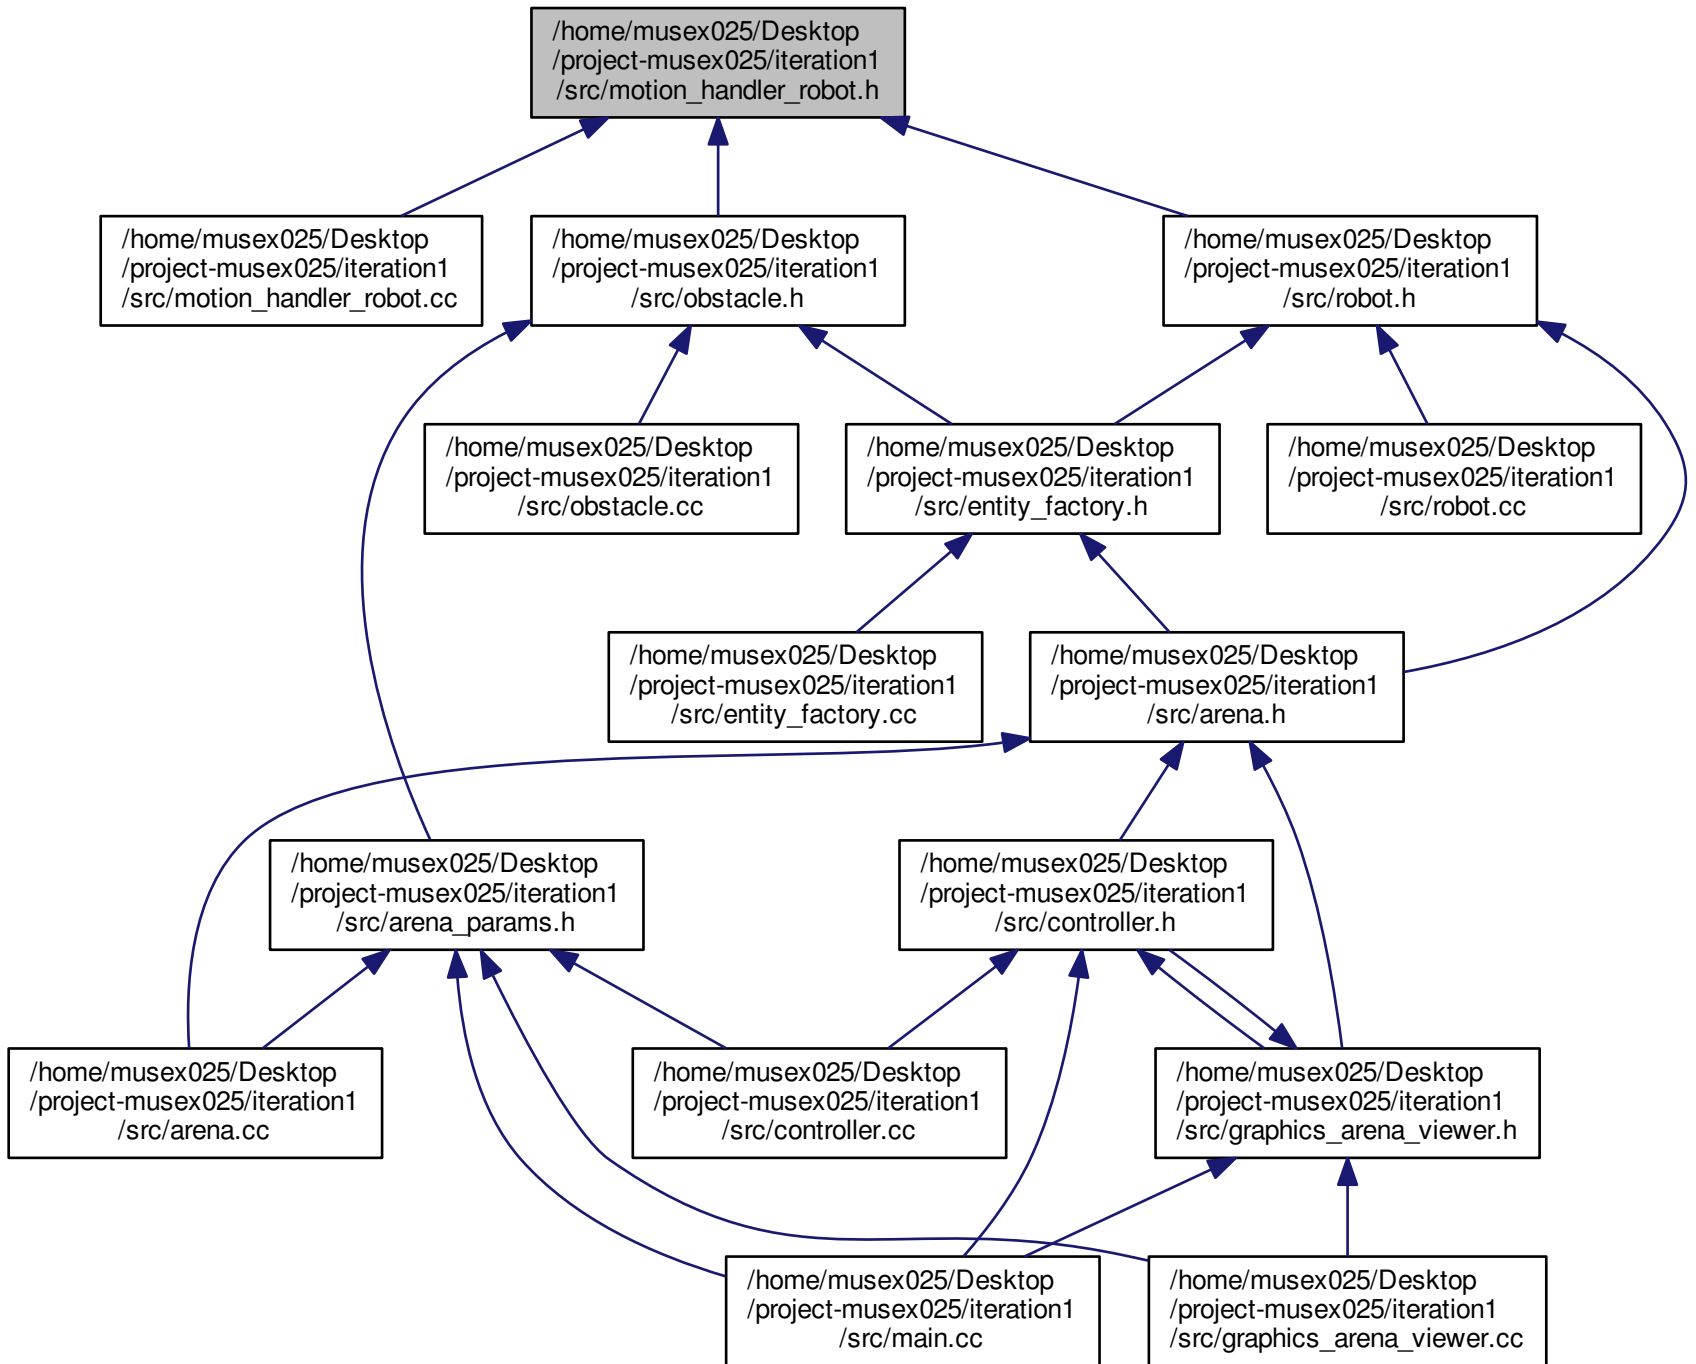 /home/musex025/Desktop
/project-musex025/iteration1
/src/motion_handler_robot.h
/home/musex025/Desktop
/project-musex025/iteration1
/src/motion_handler_robot.cc
/home/musex025/Desktop
/project-musex025/iteration1
/src/obstacle.h
/home/musex025/Desktop
/project-musex025/iteration1
/src/robot.h
/home/musex025/Desktop
/project-musex025/iteration1
/src/obstacle.cc
/home/musex025/Desktop
/project-musex025/iteration1
/src/entity_factory.h
/home/musex025/Desktop
/project-musex025/iteration1
/src/robot.cc
/home/musex025/Desktop
/project-musex025/iteration1
/src/entity_factory.cc
/home/musex025/Desktop
/project-musex025/iteration1
/src/arena.h
/home/musex025/Desktop
/project-musex025/iteration1
/src/arena_params.h
/home/musex025/Desktop
/project-musex025/iteration1
/src/controller.h
/home/musex025/Desktop
/project-musex025/iteration1
/src/arena.cc
/home/musex025/Desktop
/project-musex025/iteration1
/src/controller.cc
/home/musex025/Desktop
/project-musex025/iteration1
/src/graphics_arena_viewer.h
/home/musex025/Desktop
/project-musex025/iteration1
/src/main.cc
/home/musex025/Desktop
/project-musex025/iteration1
/src/graphics_arena_viewer.cc